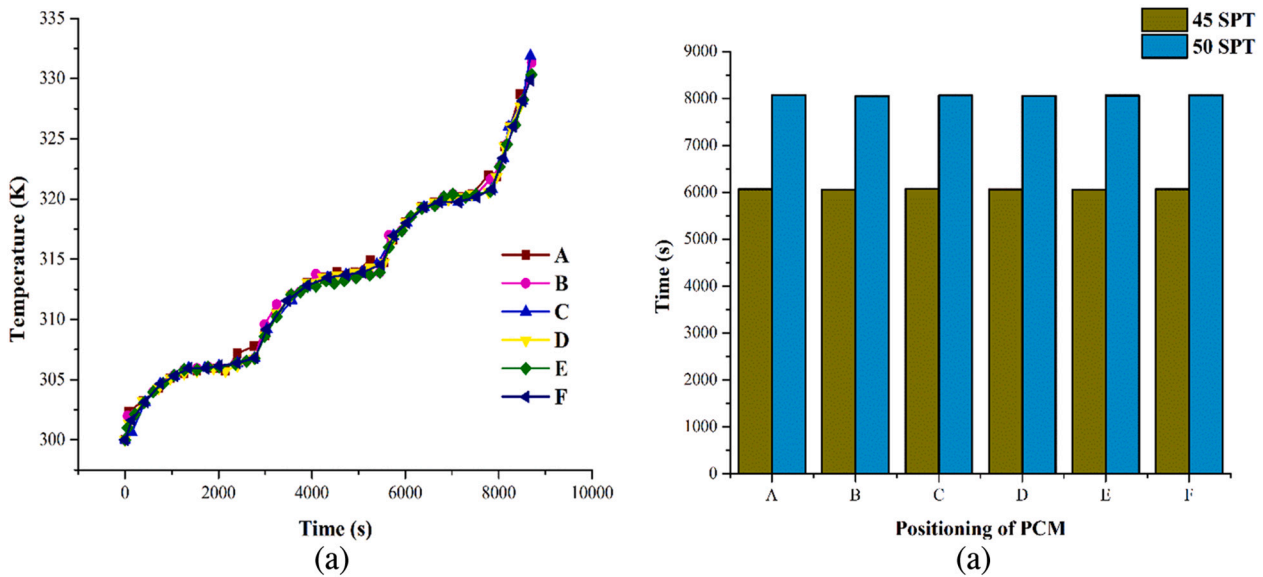 335
330
325
320
315
310
305
300
Temperature (K)
A
B
C
D
E
F
0
2000
4000
6000
8000
10000
Time (s)
(a)
45 SPT
50 SPT
9000
8000
7000
6000
5000
4000
3000
2000
1000
0
Time (s)
A
B
C
D
E
F
Positioning of PCM
(a)